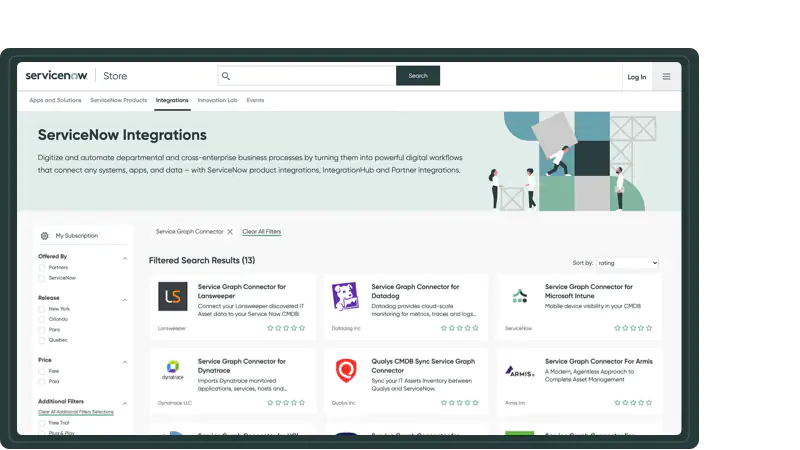 servicenow Store
Search
Log In
Apps and Solutions ServiceNow Products Integrations Innovation Lab Events
ServiceNow Integrations
Digitize and automate departmental and cross-enterprise business processes by turning them into powerful digital workflows
that connect any systems, apps, and data – with ServiceNow product integrations, IntegrationHub and Partner integrations.
My Subscription
Offered By
Partners
ServiceNow
Release
New York
Orlando
Paris
Quebec
Price
Free
Paid
Additional Filters
Clear All Additional Filters Selections
Free Trial
Plug & Play
Service Graph Connector X Clear All Filters
Filtered Search Results (13)
Sort by: rating
LS
Service Graph Connector for
Lansweeper
Connect your Lansweeper discovered IT
Asset data to your Service Now CMDB
Lansweeper
Service Graph Connector for
Datadog
Datadog provides cloud-scale
monitoring for metrics, traces and logs...
Datadog Inc
Service Graph Connector for
Microsoft Intune
Mobile device visibility in your CMDB
ServiceNow
dynatrace
Service Graph Connector for
Dynatrace
Imports Dynatrace monitored
applications, services, hosts and...
Dynatrace LLC
Qualys CMDB Sync Service Graph
Connector
Sync your IT Assets Inventory between
Qualys and ServiceNow.
Qualys Inc
ARMIS
Service Graph Connector For Armis
A Modern, Agentless Approach to
Complete Asset Management
Armis Inc